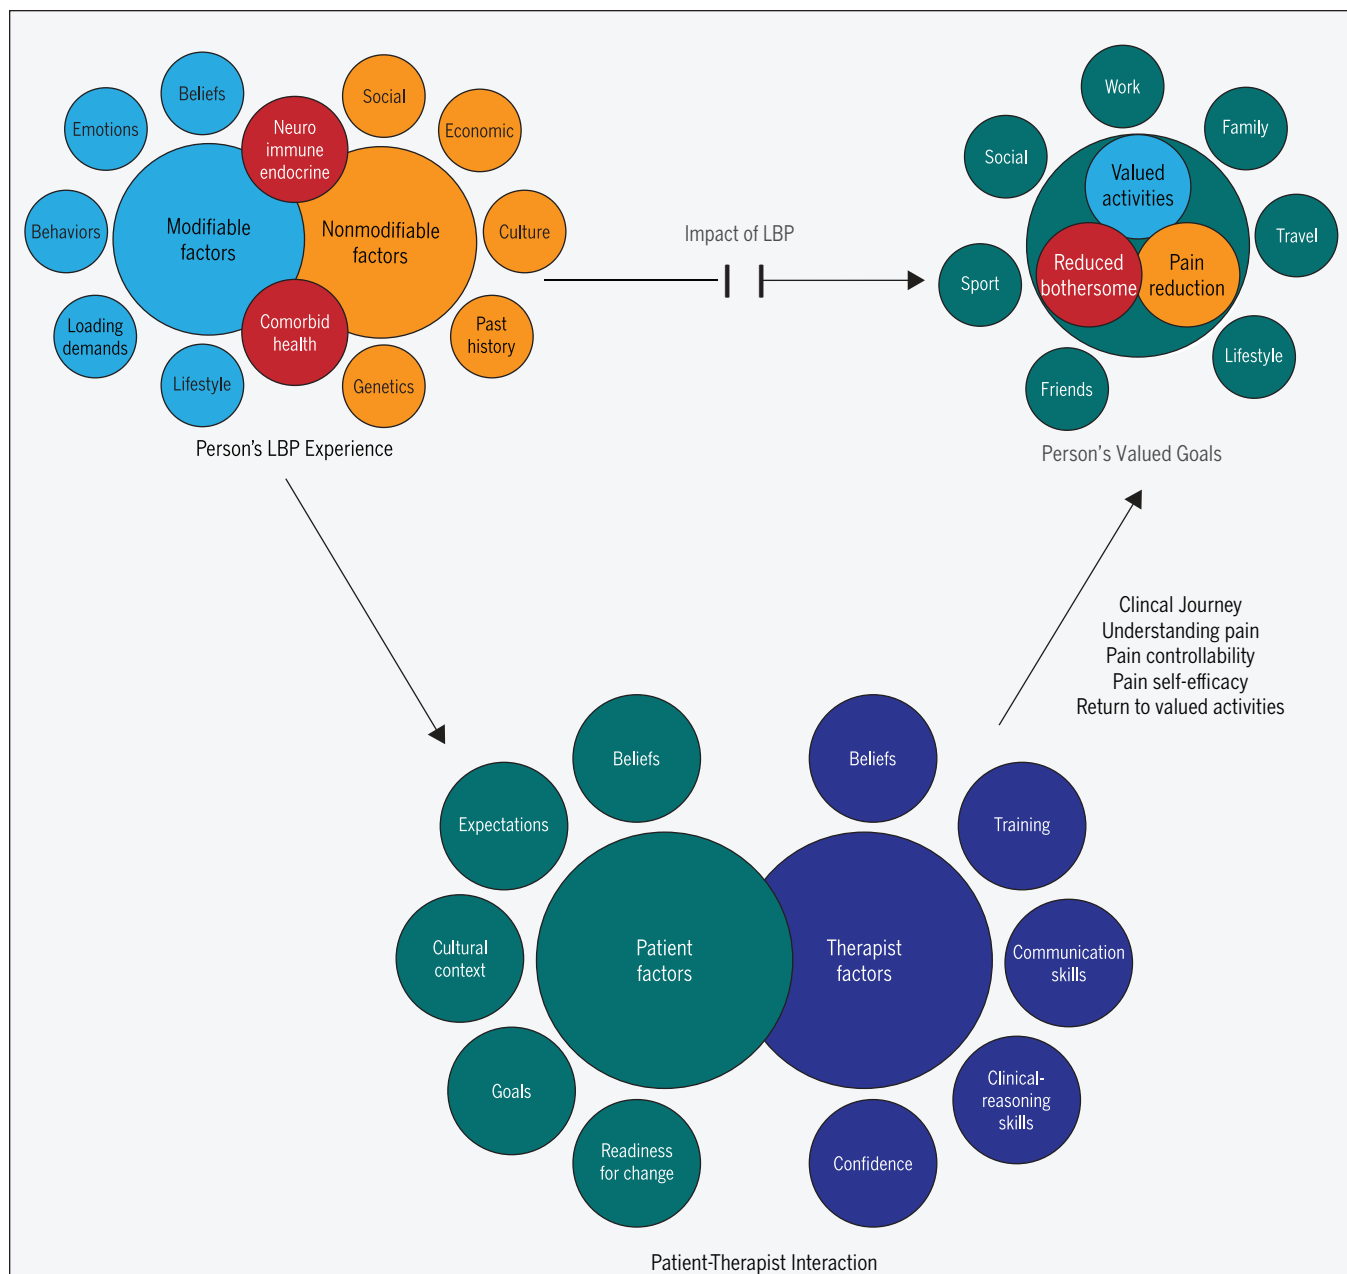 Beliefs
Emotions
Behaviors
Loading
demands
Lifestyle
Modifiable
factors
Neuro
immune
endocrine
Comorbid
health
Nonmodifiable
factors
Social
Economic
Culture
Past
history
Genetics
Person's LBP Experience
Impact of LBP
Work
Family
Social
Travel
Sport
Lifestyle
Friends
Valued
activities
Reduced
bothersome
Pain
reduction
Person's Valued Goals
Clincal Journey
Understanding pain
Pain controllability
Pain self-efficacy
Return to valued activities
Beliefs
Expectations
Cultural
context
Goals
Readiness
for change
Patient
factors
Therapist
factors
Beliefs
Training
Communication
skills
Clinical-
reasoning
skills
Confidence
Patient-Therapist Interaction